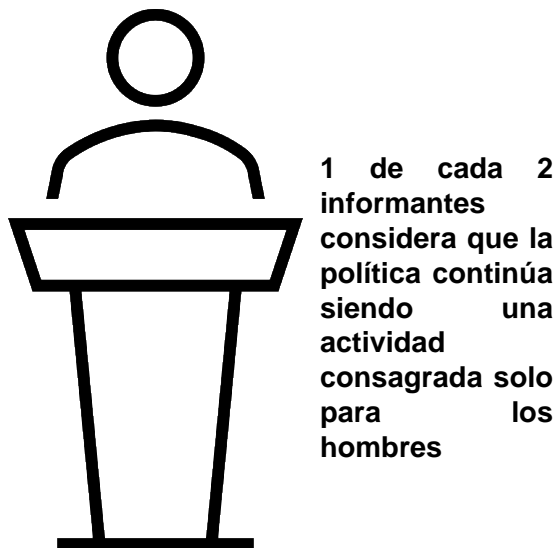 1 de cada 2
informantes
considera que la
política continúa
siendo una
actividad
consagrada solo
para los
hombres